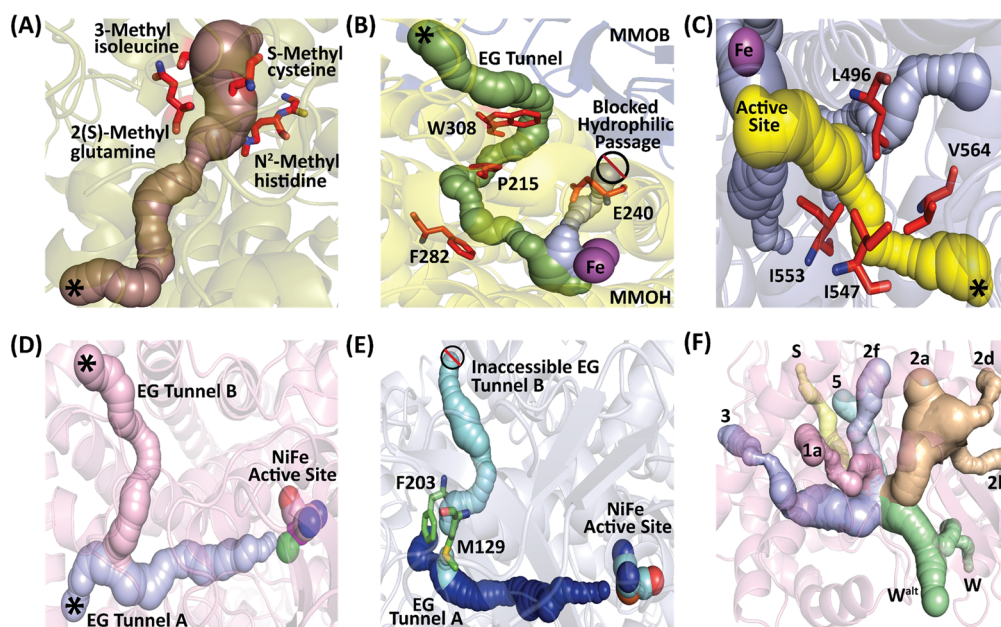 (A)
3-Methyl
isoleucine
S-Methyl
cysteine
2(S)-Methyl
glutamine
N²-Methyl
histidine
*
(B)
*
EG Tunnel
MMOB
Blocked
Hydrophilic
Passage
W308
P215
E240
F282
Fe
MMOH
(C)
Fe
L496
Active
Site
V564
I553
I547
*
(D)
*
EG Tunnel B
NiFe
Active Site
*
EG Tunnel A
(E)
Inaccessible EG
Tunnel B
F203
NiFe
Active Site
M129
EG
Tunnel A
(F)
S
2f
2a
2d
5
3
1a
W
Walt